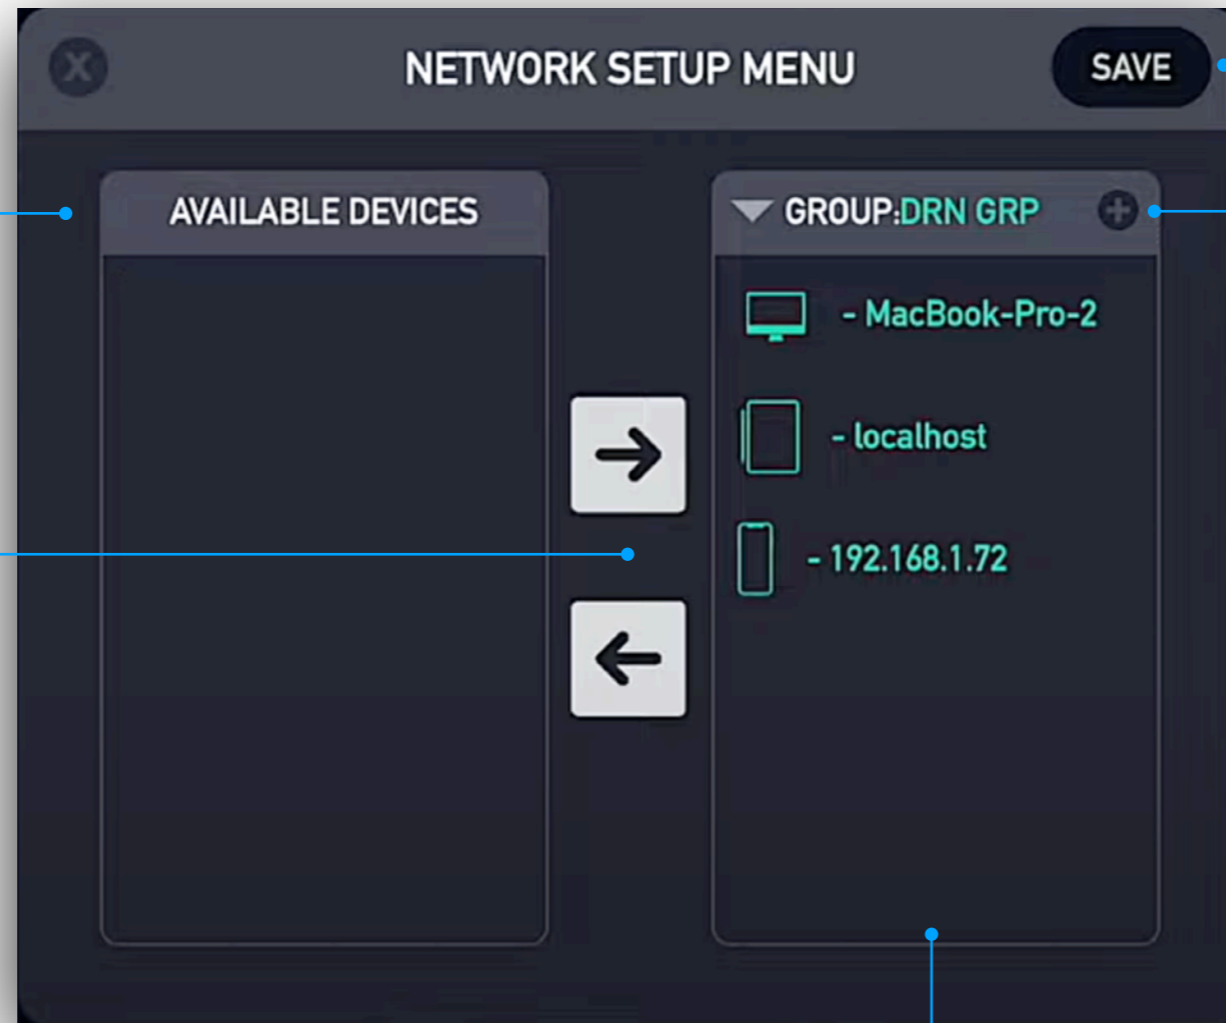 X
NETWORK SETUP MENU
SAVE
AVAILABLE DEVICES
GROUP:DRN GRP
- MacBook-Pro-2
- localhost
- 192.168.1.72